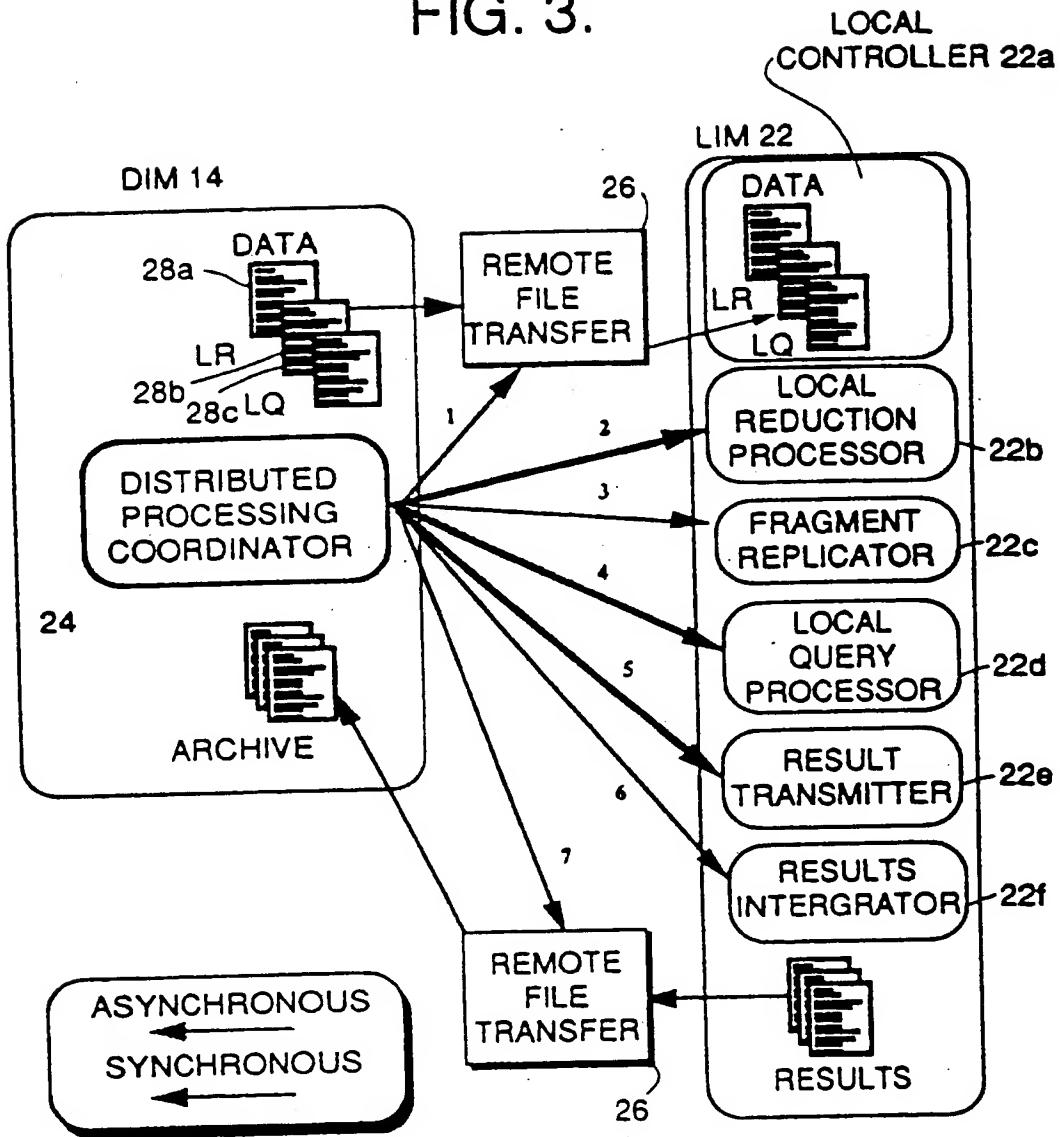 FIG. 3.
LOCAL
CONTROLLER 22a
LIM 22
DIM 14
26
DATA
DATA
28a
REMOTE
FILE
TRANSFER
LR
LQ
LR
28b
28c LQ
1
2
LOCAL
REDUCTION
PROCESSOR
22b
DISTRIBUTED
PROCESSING
COORDINATOR
3
FRAGMENT
REPLICATOR
22c
4
24
LOCAL
QUERY
PROCESSOR
22d
5
ARCHIVE
RESULT
TRANSMITTER
22e
6
7
RESULTS
INTERGRATOR
22f
REMOTE
FILE
TRANSFER
ASYNCHRONOUS
SYNCHRONOUS
RESULTS
26